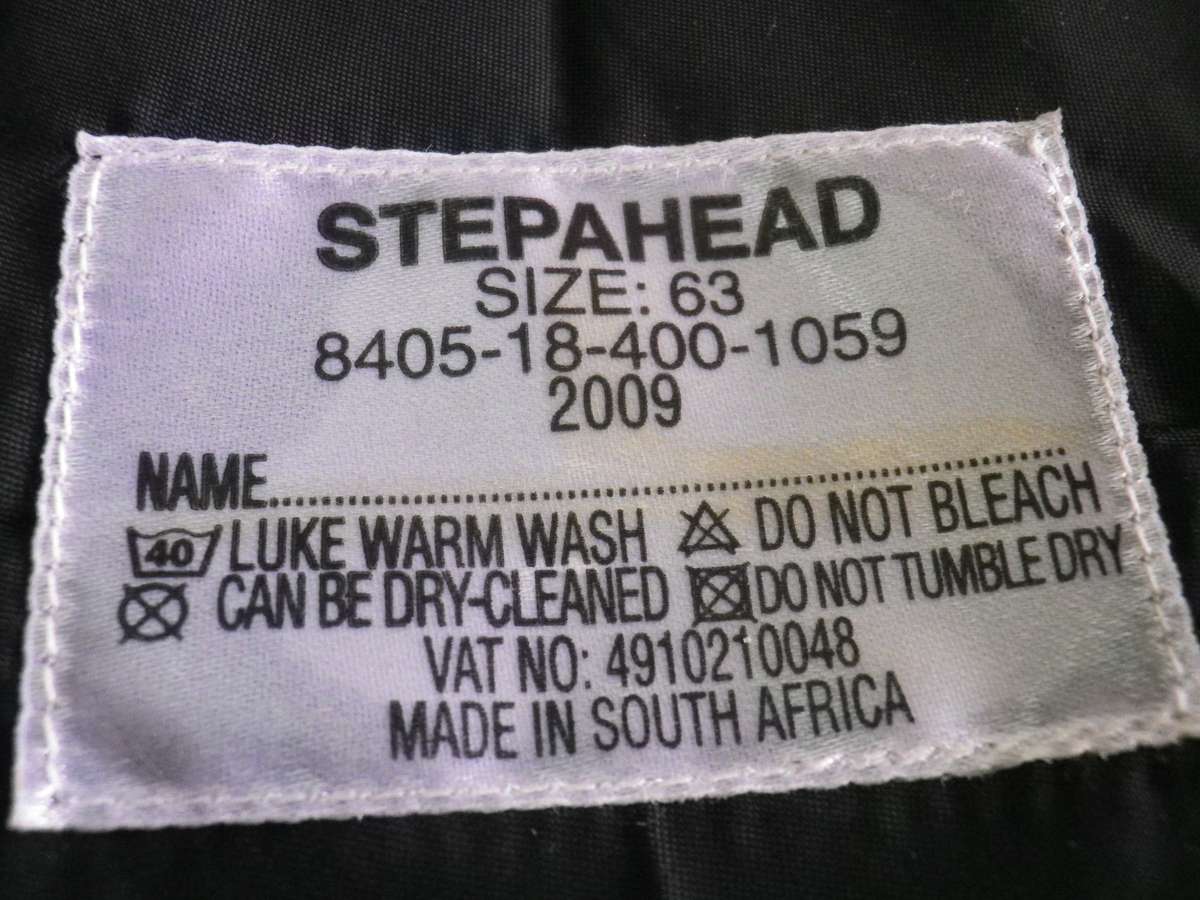 STEPAHEAD
SIZE: 63
8405-18-400-1059
2009
NAME..........................................................................
40 LUKE WARM WASH DO NOT BLEACH
CAN BE DRY-CLEANED DO NOT TUMBLE DRY
VAT NO: 4910210048
MADE IN SOUTH AFRICA